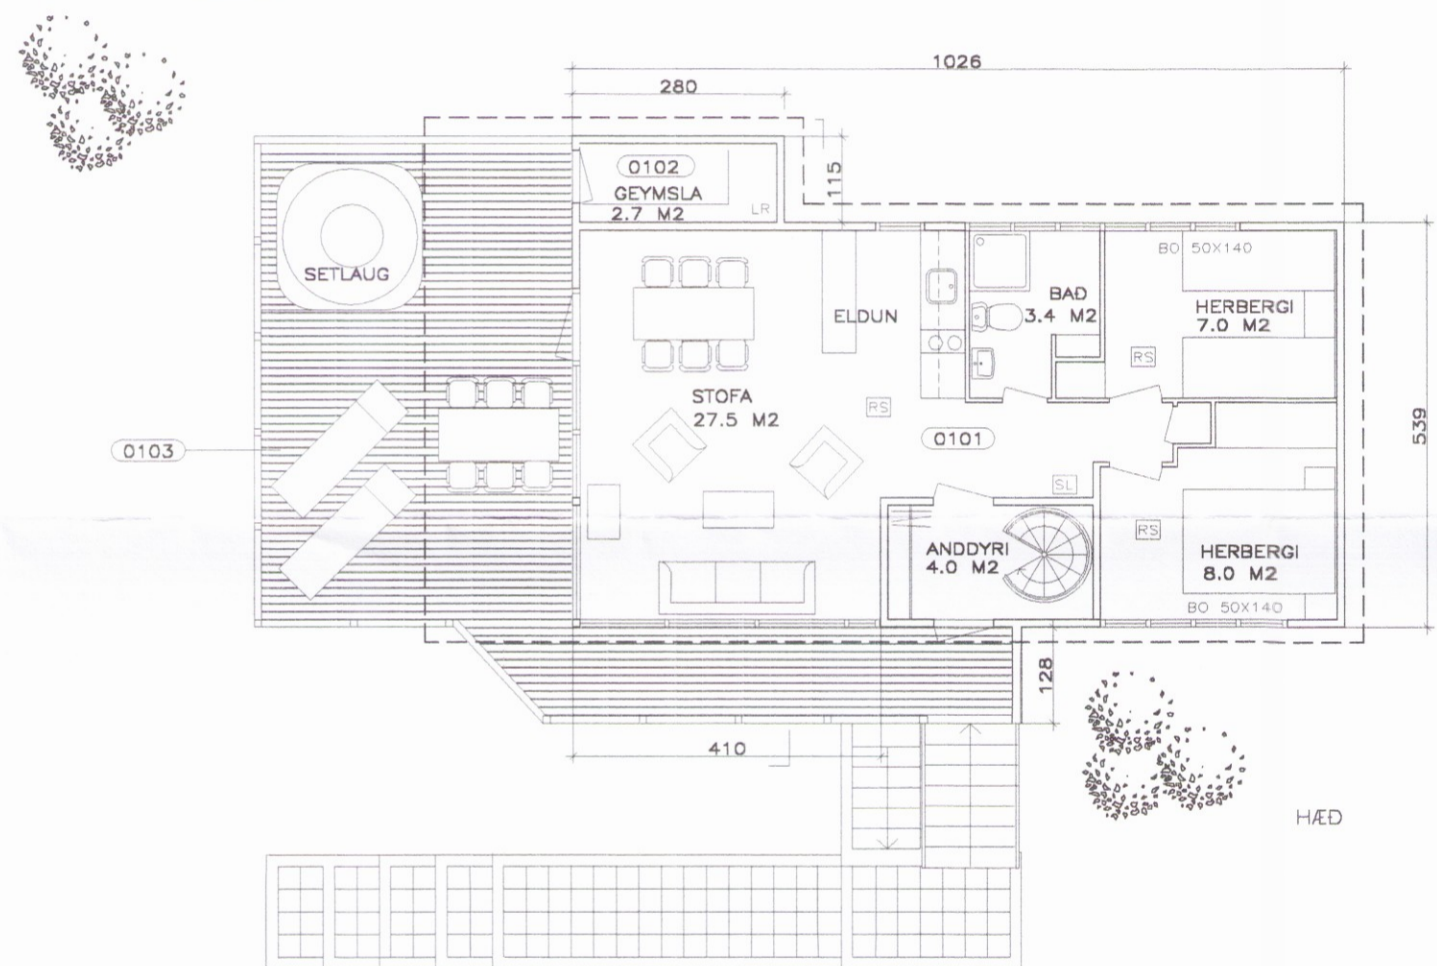 1026
280
0102
GEYMSLA
2.7 M2
LR
115
SETLAUG
BO 50X140
BAÐ
3.4 M2
HERBERGI
7.0 M2
ELDUN
RS
STOFA
27.5 M2
RS
0101
0103
539
SL
ANDDYRI
4.0 M2
RS
HERBERGI
8.0 M2
BO 50X140
128
410
HÆÐ